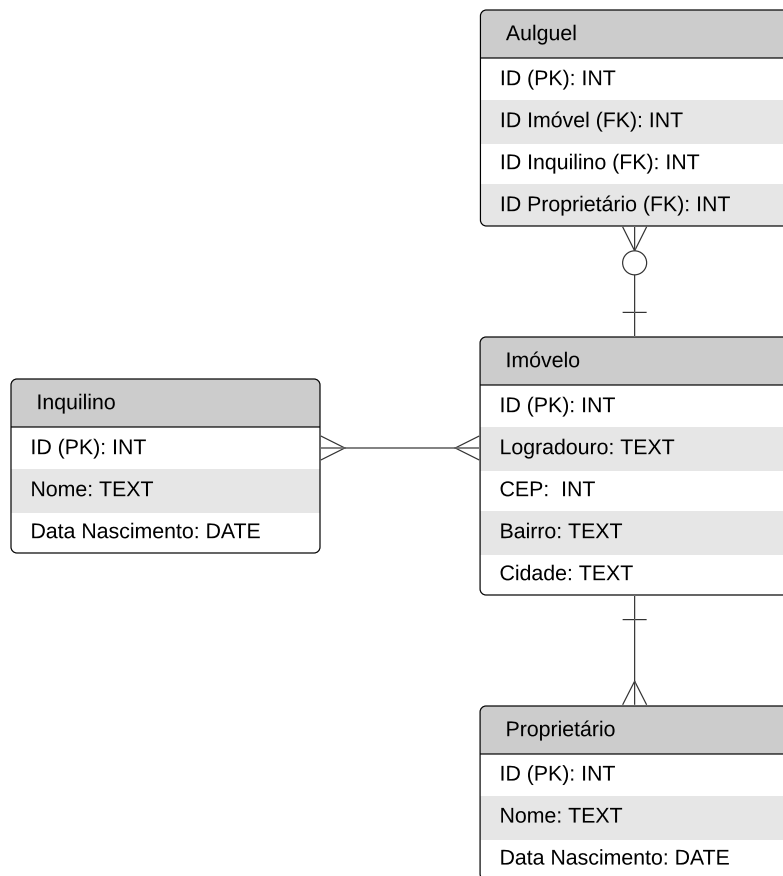 Aulguel
ID (PK): INT
ID Imóvel (FK): INT
ID Inquilino (FK): INT
ID Proprietário (FK): INT
Imóvelo
ID (PK): INT
Logradouro: TEXT
CEP:  INT
Bairro: TEXT
Cidade: TEXT
Inquilino
ID (PK): INT
Nome: TEXT
Data Nascimento: DATE
Proprietário
ID (PK): INT
Nome: TEXT
Data Nascimento: DATE